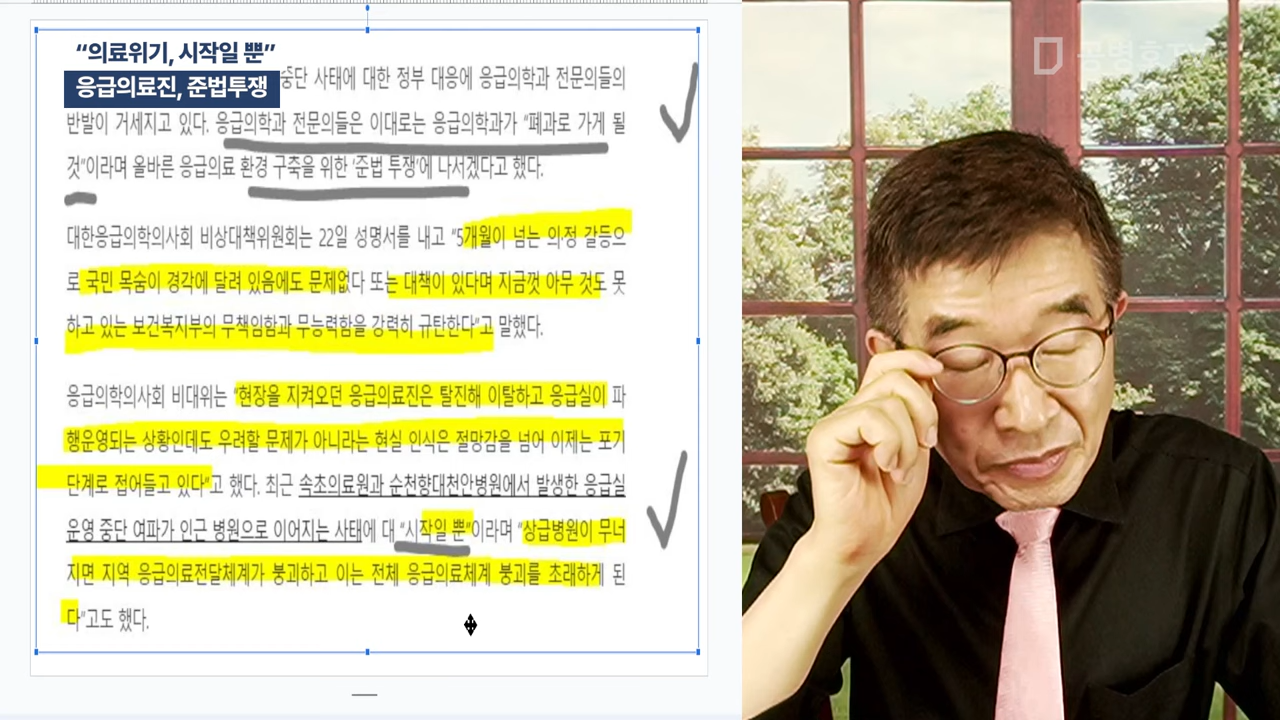 “의료위기, 시작일 뿐”
응급의료진, 준법투쟁
중단 사태에 대한 정부 대응에 응급의학과 전문의들의
반발이 거세지고 있다. 응급의학과 전문의들은 이대로는 응급의학과가 “폐과로 가게 될
것”이라며 올바른 응급의료 환경 구축을 위한 ‘준법 투쟁’에 나서겠다고 했다.
대한응급의학의사회 비상대책위원회는 22일 성명서를 내고 “5개월이 넘는 의·정 갈등으
로 국민 목숨이 경각에 달려 있음에도 문제없다 또는 대책이 있다며 지금껏 아무 것도 못
하고 있는 보건복지부의 무책임함과 무능력함을 강력히 규탄한다”고 말했다.
응급의학의사회 비대위는 “현장을 지켜오던 응급의료진은 탈진해 이탈하고 응급실이 파
행운영되는 상황인데도 우려할 문제가 아니라는 현실 인식은 절망감을 넘어 이제는 포기
단계로 접어들고 있다”고 했다. 최근 속초의료원과 순천향대천안병원에서 발생한 응급실
운영 중단 여파가 인근 병원으로 이어지는 사태에 대 “시작일 뿐”이라며 “상급병원이 무너
지면 지역 응급의료전달체계가 붕괴하고 이는 전체 응급의료체계 붕괴를 초래하게 된
다”고도 했다.